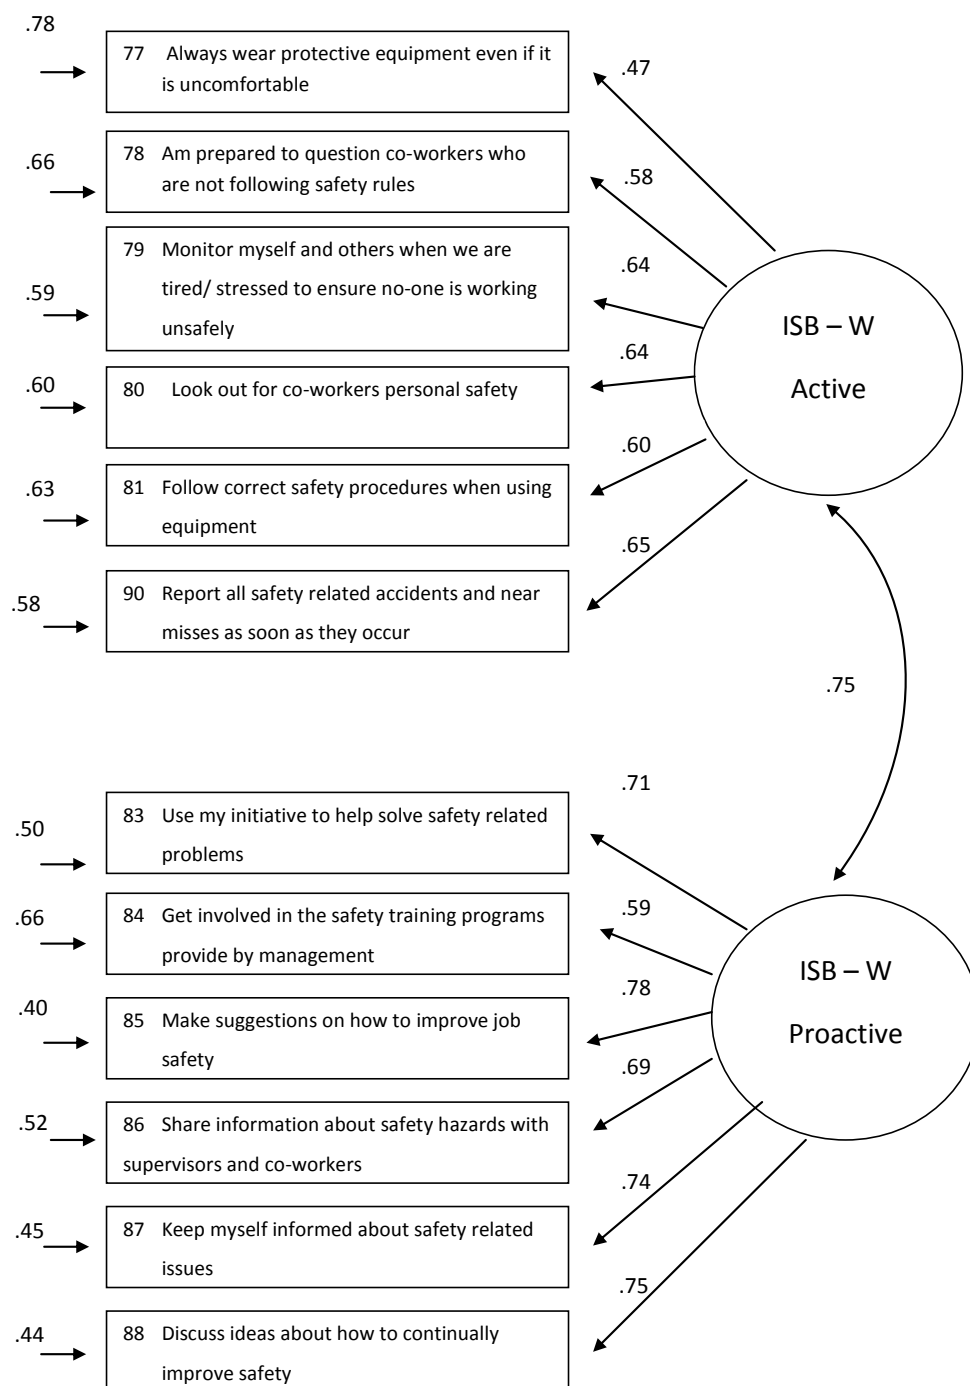 .78
77 Always wear protective equipment even if it
is uncomfortable
.47
.66
78 Am prepared to question co-workers who
are not following safety rules
.58
79 Monitor myself and others when we are
tired/ stressed to ensure no-one is working
unsafely
.59
.64
ISB – W
Active
.60
80 Look out for co-workers personal safety
.64
.63
81 Follow correct safety procedures when using
equipment
.60
.58
90 Report all safety related accidents and near
misses as soon as they occur
.65
.75
.50
83 Use my initiative to help solve safety related
problems
.71
.66
84 Get involved in the safety training programs
provide by management
.59
ISB – W
Proactive
.40
85 Make suggestions on how to improve job
safety
.78
.52
86 Share information about safety hazards with
supervisors and co-workers
.69
.45
87 Keep myself informed about safety related
issues
.74
.44
88 Discuss ideas about how to continually
improve safety
.75